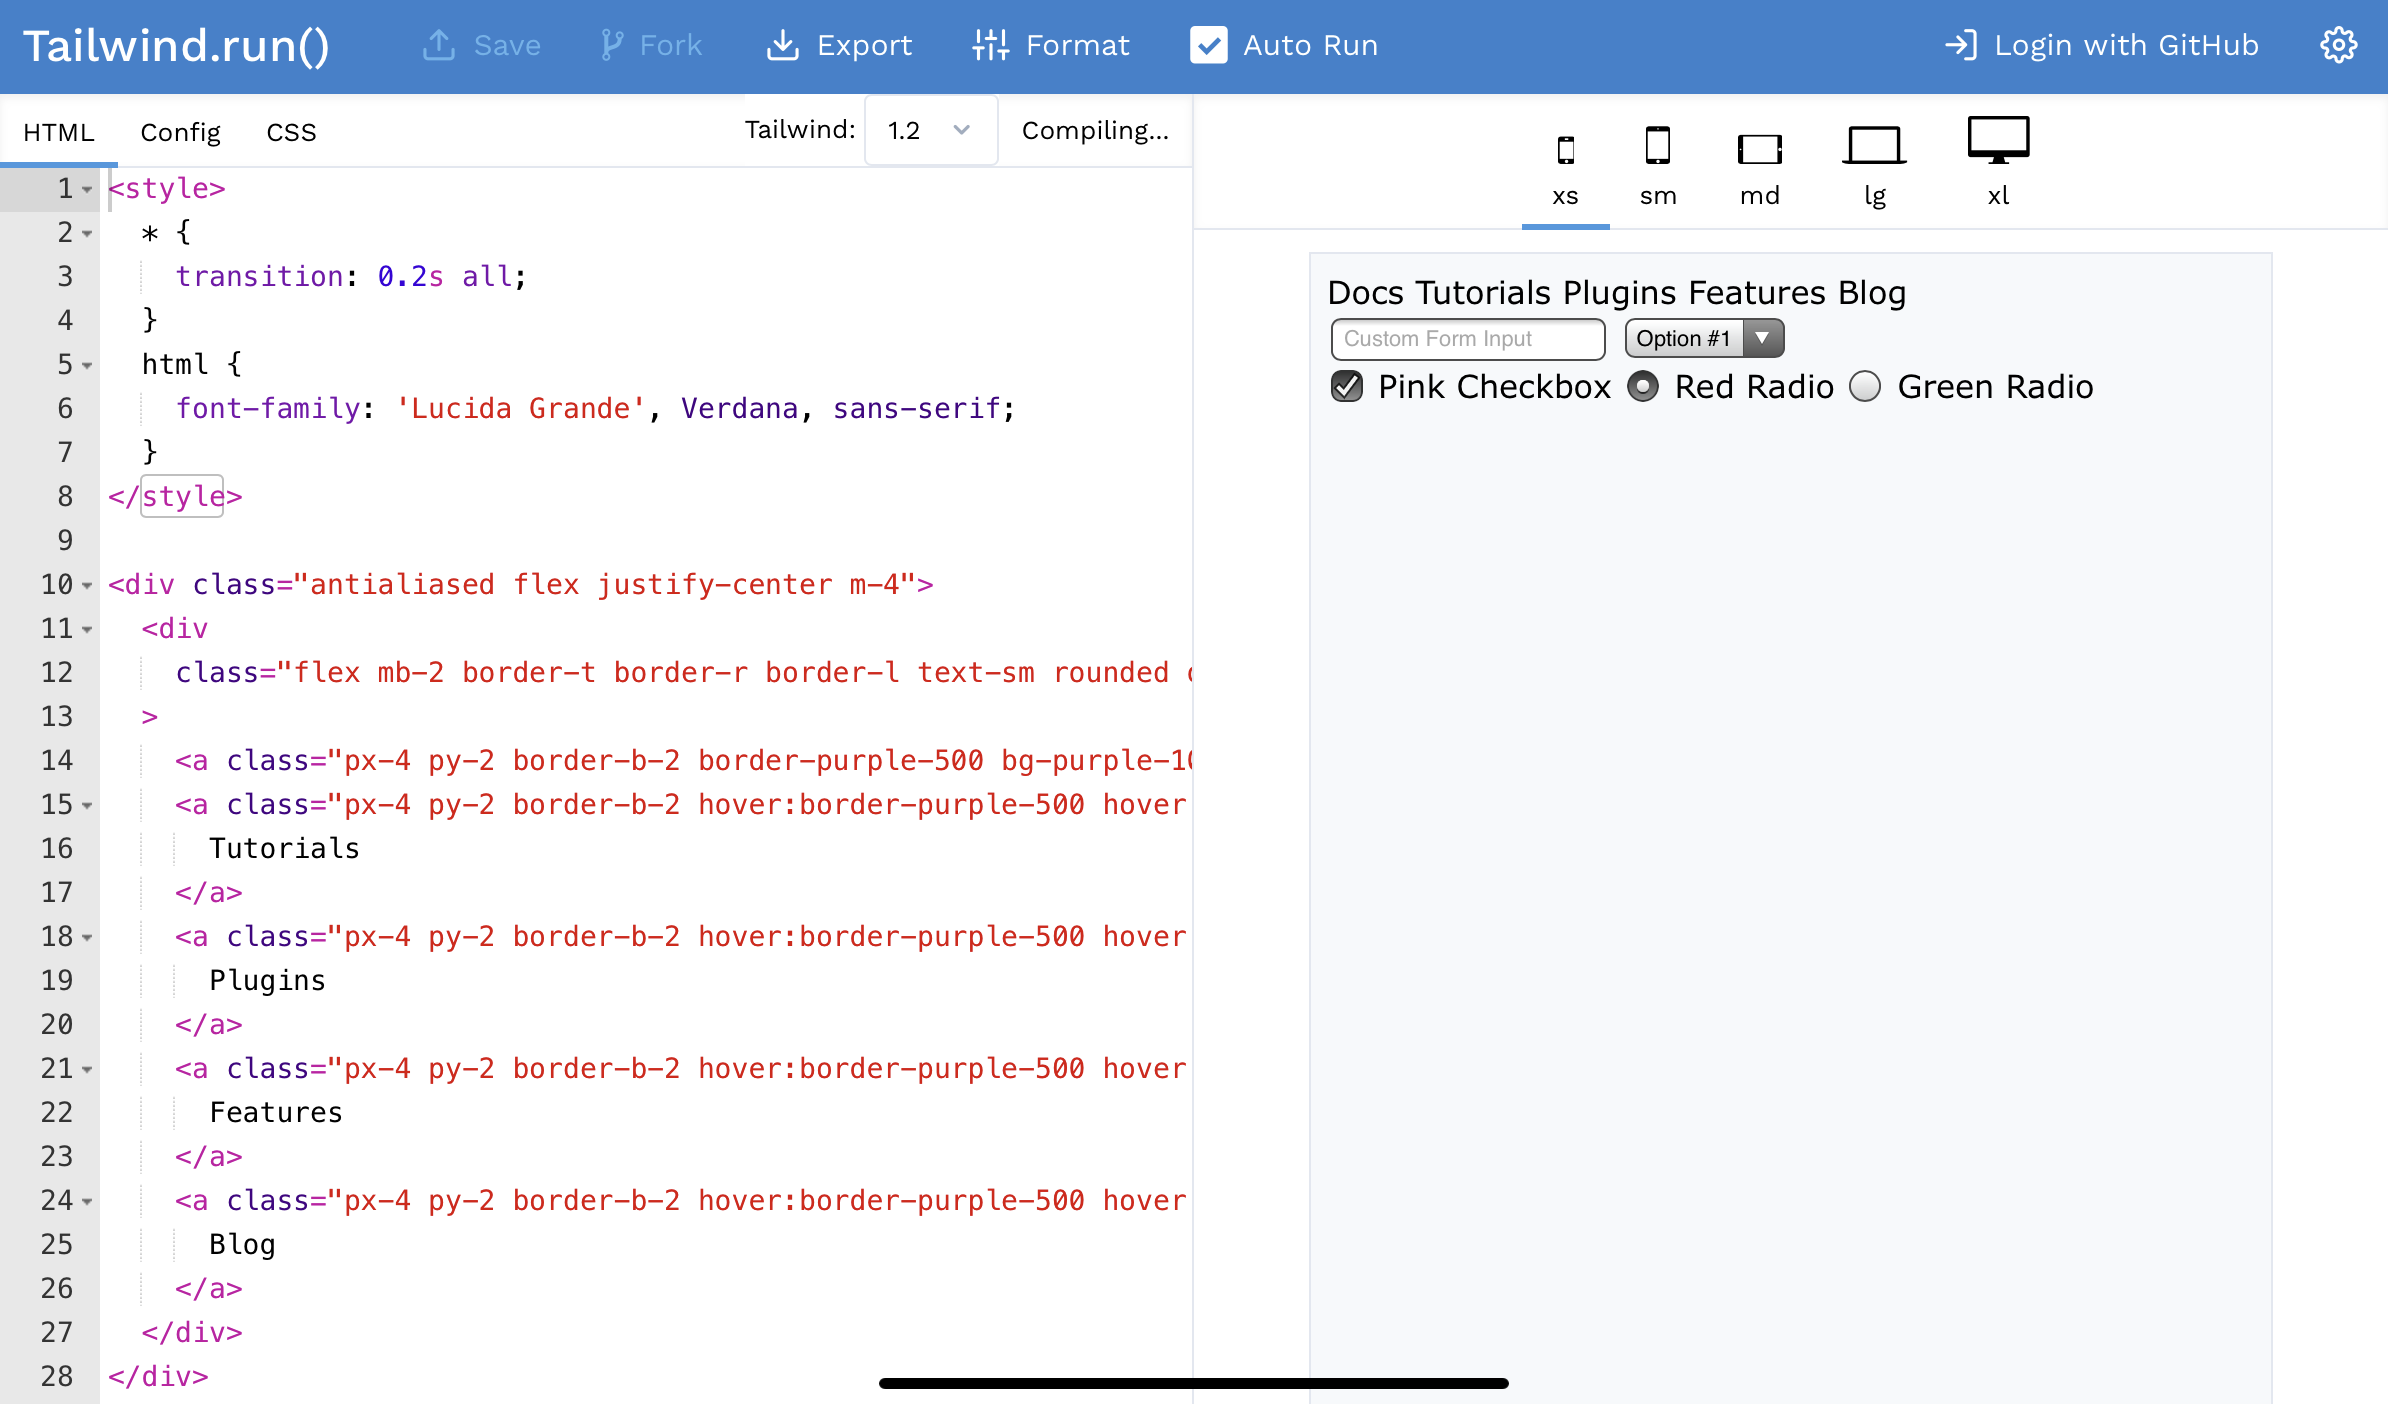 Tailwind.run() Save Fork Export Format Auto Run Login with GitHub
HTML Config CSS Tailwind: 1.2 Compiling...
1 <style>
2 * {
3 transition: 0.2s all;
4 }
5 html {
6 font-family: 'Lucida Grande', Verdana, sans-serif;
7 }
8 </style>
9
10 <div class="antialiased flex justify-center m-4">
11 <div
12 class="flex mb-2 border-t border-r border-l text-sm rounded
13 >
14 <a class="px-4 py-2 border-b-2 border-purple-500 bg-purple-10
15 <a class="px-4 py-2 border-b-2 hover:border-purple-500 hover
16 Tutorials
17 </a>
18 <a class="px-4 py-2 border-b-2 hover:border-purple-500 hover
19 Plugins
20 </a>
21 <a class="px-4 py-2 border-b-2 hover:border-purple-500 hover
22 Features
23 </a>
24 <a class="px-4 py-2 border-b-2 hover:border-purple-500 hover
25 Blog
26 </a>
27 </div>
28 </div>
xs sm md lg xl
Docs Tutorials Plugins Features Blog
Custom Form Input Option #1
Pink Checkbox Red Radio Green Radio